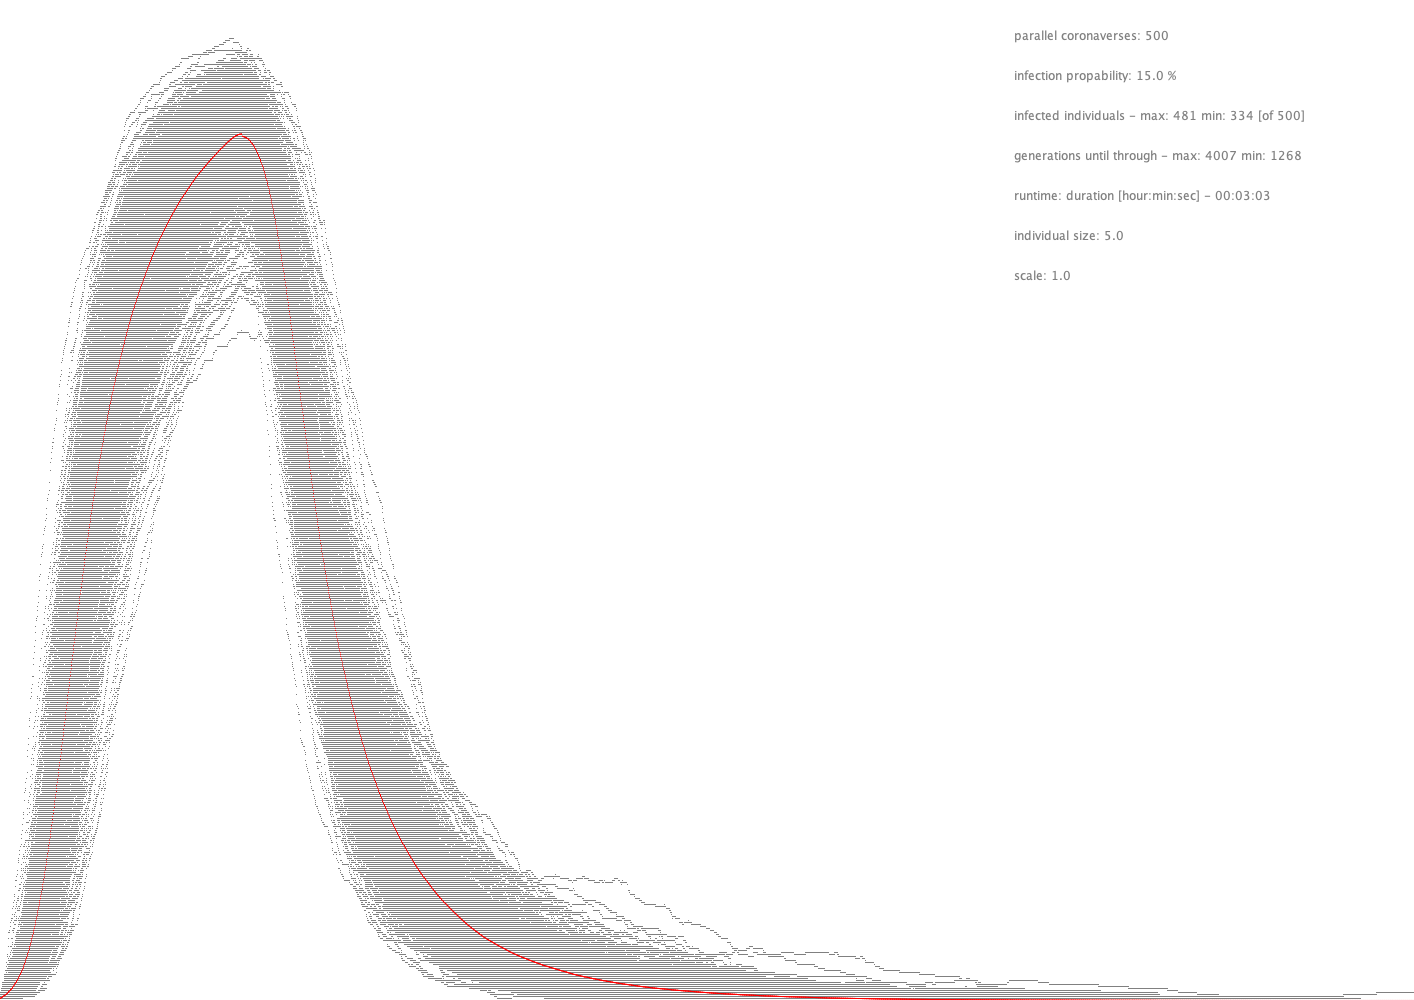 parallel coronaverses: 500
infection propability: 15.0 %
infected individuals - max: 481 min: 334 [of 500]
generations until through - max: 4007 min: 1268
runtime: duration [hour:min:sec] - 00:03:03
individual size: 5.0
scale: 1.0